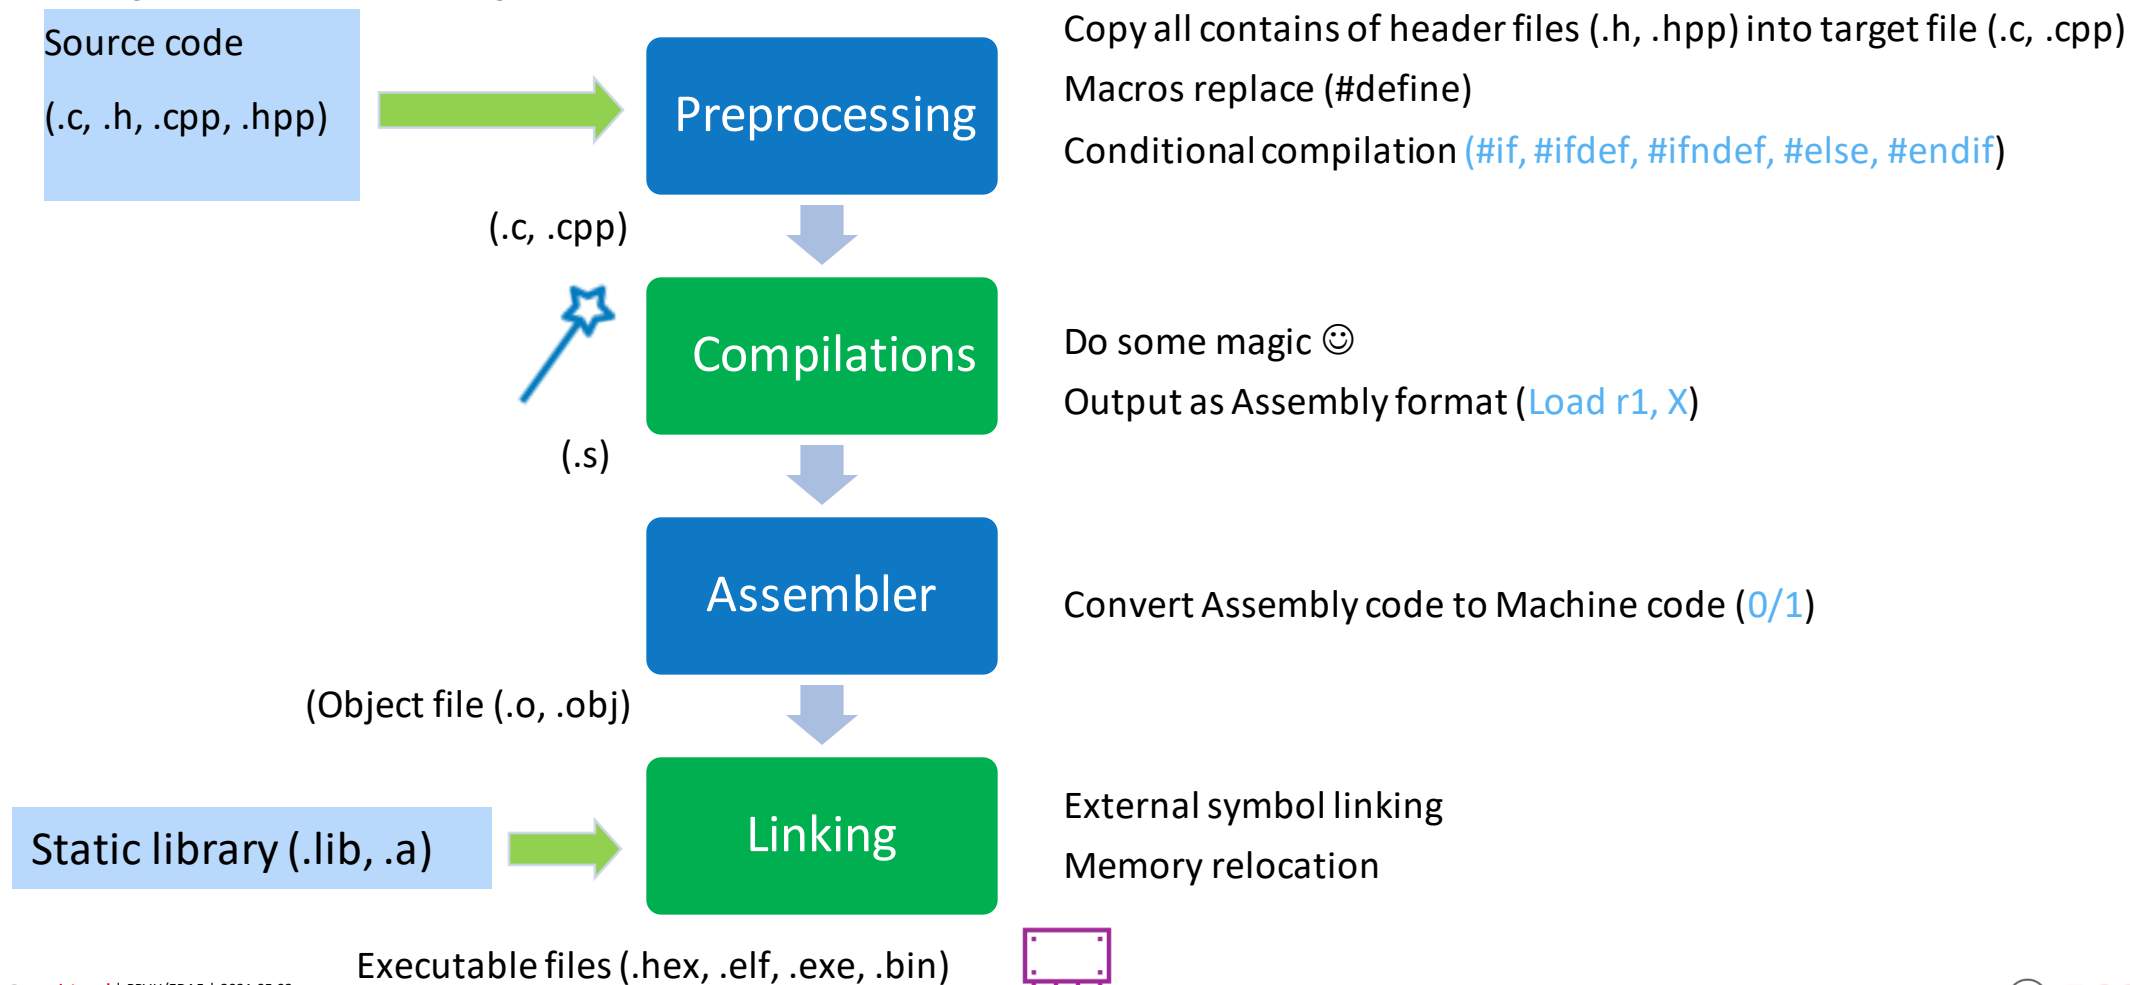 Source code
(.c, .h, .cpp, .hpp)
Preprocessing
Copy all contains of header files (.h, .hpp) into target file (.c, .cpp)
Macros replace (#define)
Conditional compilation (#if, #ifdef, #ifndef, #else, #endif)
(.c, .cpp)
Compilations
Do some magic ☺
Output as Assembly format (Load r1, X)
(.s)
Assembler
Convert Assembly code to Machine code (0/1)
(Object file (.o, .obj)
Static library (.lib, .a)
Linking
External symbol linking
Memory relocation
Executable files (.hex, .elf, .exe, .bin)